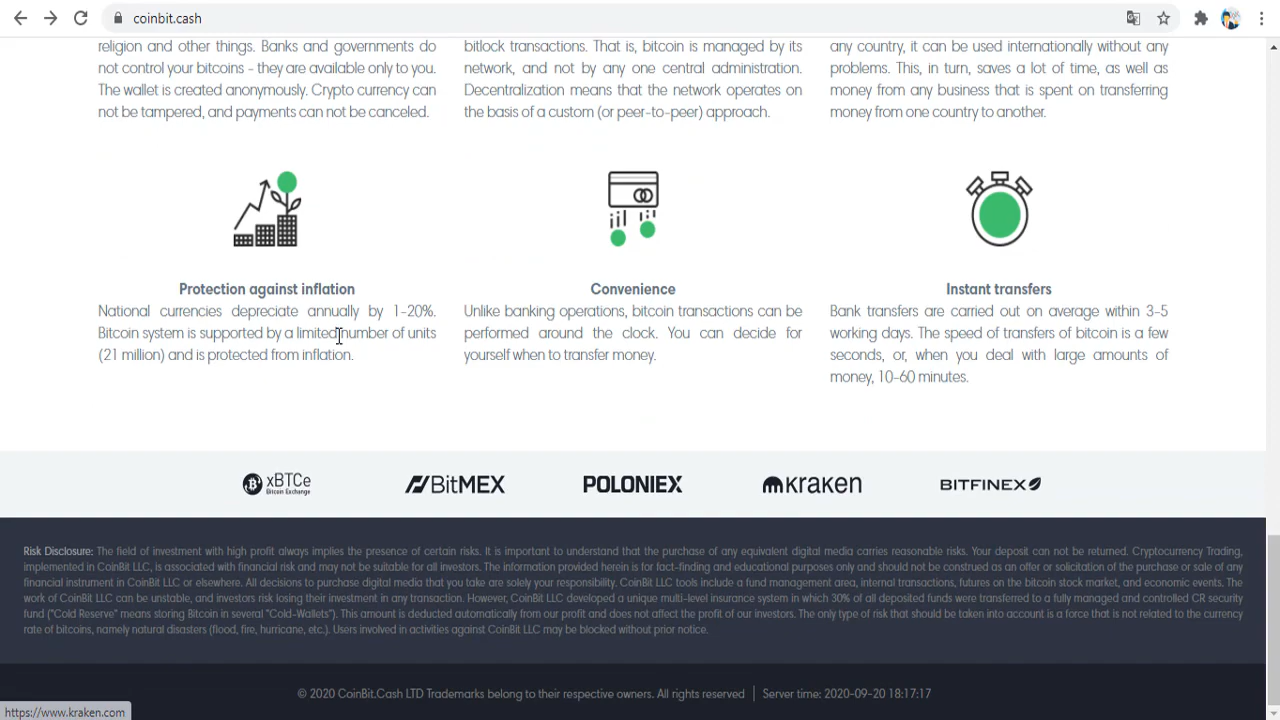 coinbit.cash
religion and other things. Banks and governments do
not control your bitcoins - they are available only to you.
The wallet is created anonymously. Crypto currency can
not be tampered, and payments can not be canceled.
bitlock transactions. That is, bitcoin is managed by its
network, and not by any one central administration.
Decentralization means that the network operates on
the basis of a custom (or peer-to-peer) approach.
any country, it can be used internationally without any
problems. This, in turn, saves a lot of time, as well as
money from any business that is spent on transferring
money from one country to another.
Protection against inflation
National currencies depreciate annually by 1-20%.
Bitcoin system is supported by a limited number of units
(21 million) and is protected from inflation.
Convenience
Unlike banking operations, bitcoin transactions can be
performed around the clock. You can decide for
yourself when to transfer money.
Instant transfers
Bank transfers are carried out on average within 3-5
working days. The speed of transfers of bitcoin is a few
seconds, or, when you deal with large amounts of
money, 10-60 minutes.
xBTCe
Bitcoin Exchange
BitMEX
POLONIEX
kraken
BITFINEX
Risk Disclosure: The field of investment with high profit always implies the presence of certain risks. It is important to understand that the purchase of any equivalent digital media carries reasonable risks. Your deposit can not be returned. Cryptocurrency Trading,
implemented in CoinBit LLC, is associated with financial risk and may not be suitable for all investors. The information provided herein is for fact-finding and educational purposes only and should not be construed as an offer or solicitation of the purchase or sale of any
financial instrument in CoinBit LLC or elsewhere. All decisions to purchase digital media that you take are solely your responsibility. CoinBit LLC tools include a fund management area, internal transactions, futures on the bitcoin stock market, and economic events. The
work of CoinBit LLC can be unstable, and investors risk losing their investment in any transaction. However, CoinBit LLC developed a unique multi-level insurance system in which 30% of all deposited funds were transferred to a fully managed and controlled CR security
fund ("Cold Reserve" means storing Bitcoin in several "Cold-Wallets"). This amount is deducted automatically from our profit and does not affect the profit of our investors. The only type of risk that should be taken into account is a force that is not related to the currency
rate of bitcoins, namely natural disasters (flood, fire, hurricane, etc.). Users involved in activities against CoinBit LLC may be blocked without prior notice.
© 2020 CoinBit.Cash LTD Trademarks belong to their respective owners. All rights reserved
Server time: 2020-09-20 18:17:17
https://www.kraken.com